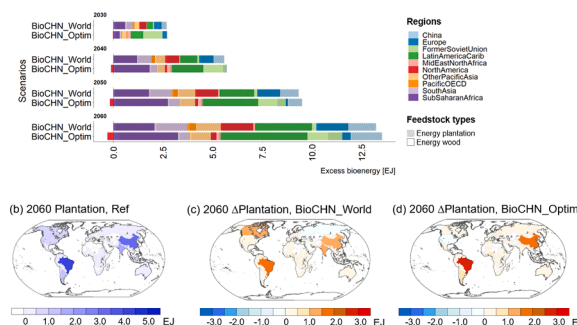 2030
BioCHN_World
BioCHN_Optim
2040
BioCHN_World
BioCHN_Optim
2050
BioCHN_World
BioCHN_Optim
2060
BioCHN_World
BioCHN_Optim
Scenarios
0.0 2.5 5.0 7.5 10.0 12.5
Excess bioenergy [EJ]
Regions
China
Europe
FormerSovietUnion
LatinAmericaCarib
MidEastNorthAfrica
NorthAmerica
OtherPacificAsia
PacificOECD
SouthAsia
SubSaharanAfrica
Feedstock types
Energy plantation
Energy wood
(b) 2060 Plantation, Ref
0 1.0 2.0 3.0 4.0 5.0 EJ
(c) 2060 ΔPlantation, BioCHN_World
-3.0 -2.0 -1.0 0 1.0 2.0 3.0 EJ
(d) 2060 ΔPlantation, BioCHN_Optim
-3.0 -2.0 -1.0 0 1.0 2.0 3.0 EJ